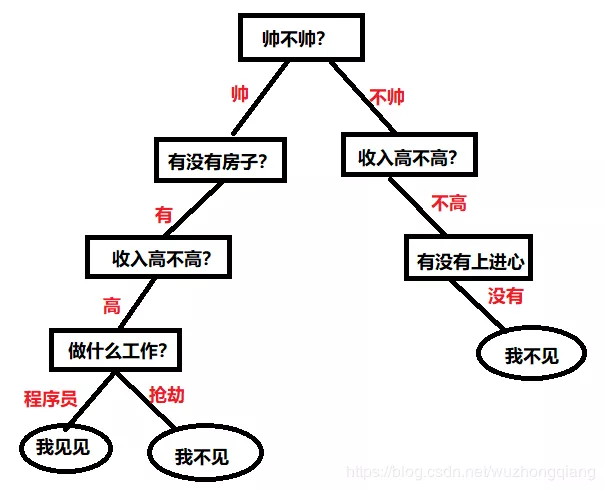 帅不帅？
帅
不帅
有没有房子？
收入高不高？
有
不高
收入高不高？
有没有上进心
高
没有
做什么工作？
我不见
程序员
抢劫
我见见
我不见
https://blog.csdn.net/wuzhongqiang